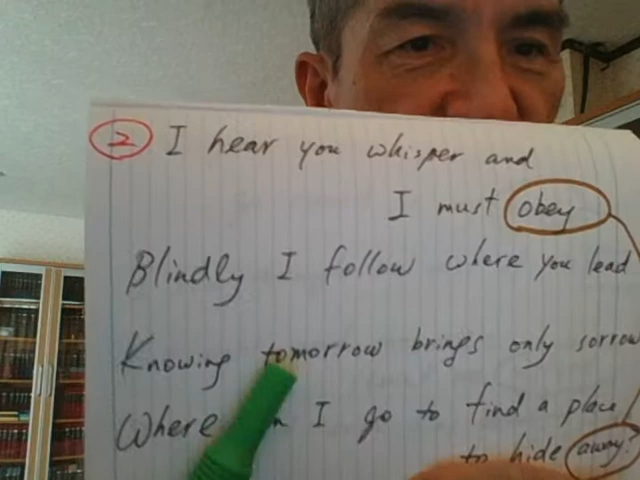 2 I hear you whisper and
I must obey
Blindly I follow where you lead
Knowing tomorrow brings only sorrow
Where I go to find a place
to hide away?